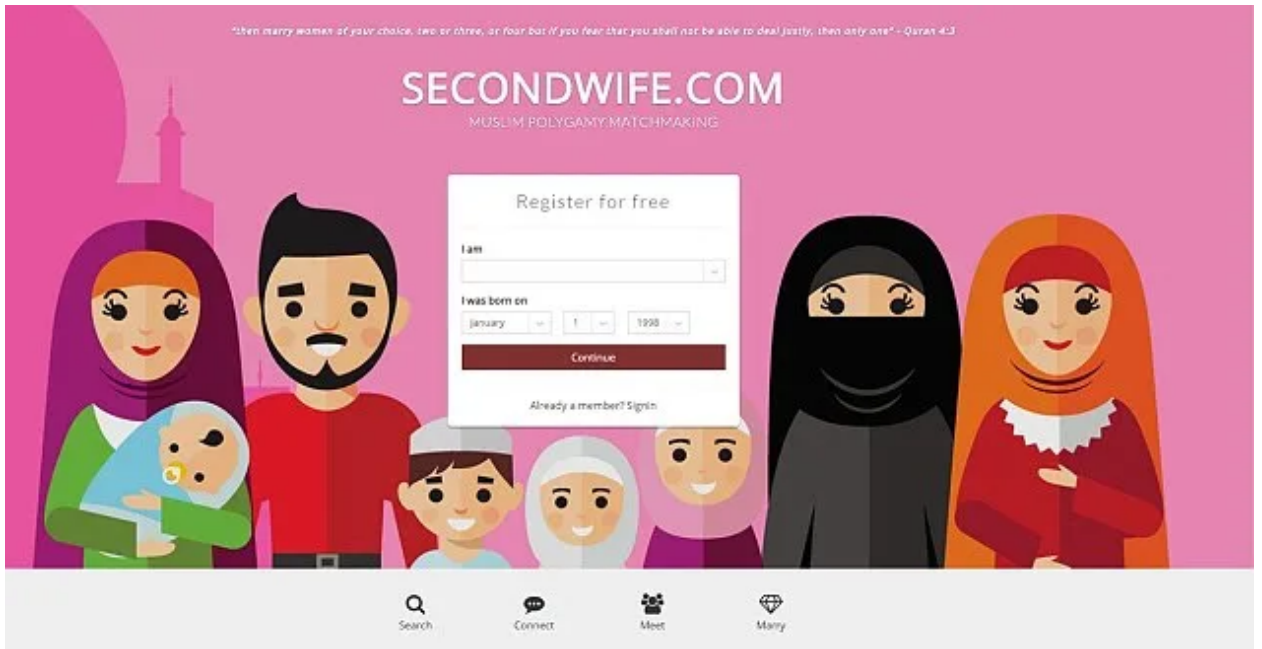 "then marry women of your choice, two or three, or four but if you fear that you shall not be able to deal justly, then only one" - Quran 4:3
SECONDWIFE.COM
MUSLIM POLYGAMY MATCHMAKING
Register for free
I am
I was born on
January 1 1998
Continue
Already a member? Signin
Search Connect Meet Marry